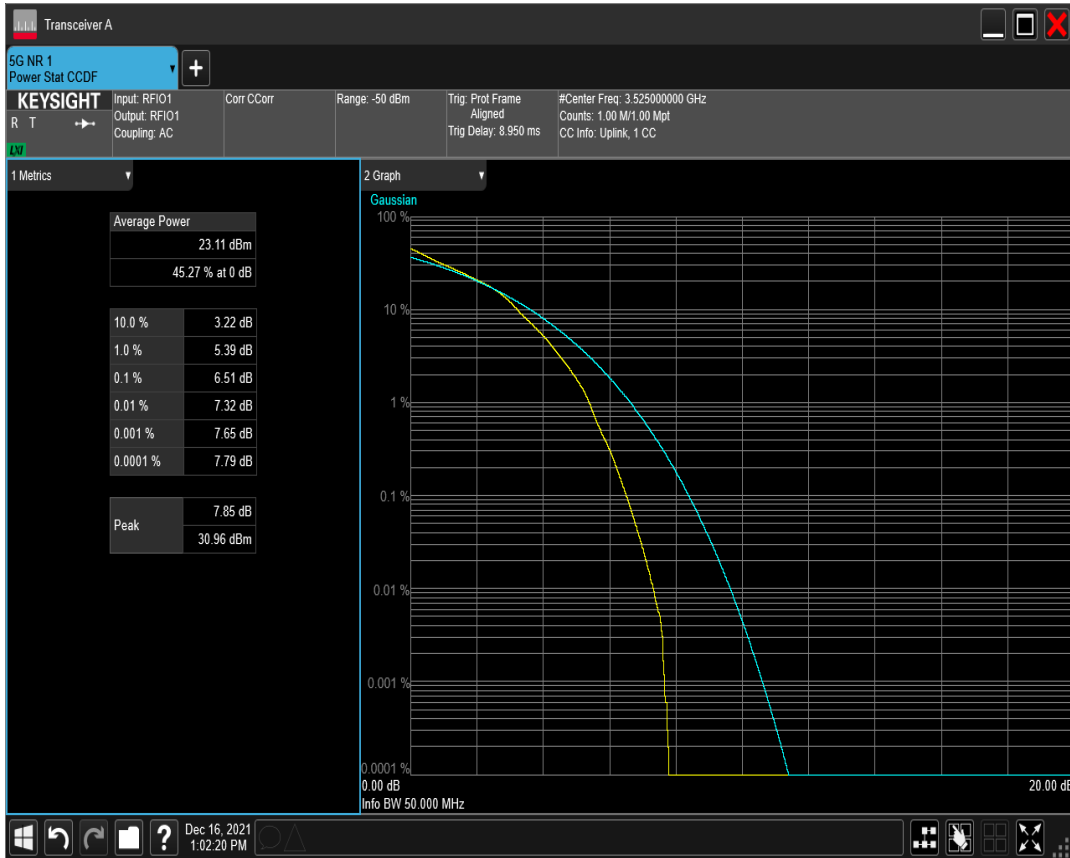 Transceiver A
5G NR 1
Power Stat CCDF
KEYSIGHT
R T
LXI
Input: RFIO1
Output: RFIO1
Coupling: AC
Corr CCorr
Range: -50 dBm
Trig: Prot Frame
Aligned
Trig Delay: 8.950 ms
#Center Freq: 3.525000000 GHz
Counts: 1.00 M/1.00 Mpt
CC Info: Uplink, 1 CC
1 Metrics
Average Power
23.11 dBm
45.27 % at 0 dB
10.0 % 3.22 dB
1.0 % 5.39 dB
0.1 % 6.51 dB
0.01 % 7.32 dB
0.001 % 7.65 dB
0.0001 % 7.79 dB
Peak 7.85 dB
30.96 dBm
2 Graph
Gaussian
100 %
10 %
1 %
0.1 %
0.01 %
0.001 %
0.0001 %
0.00 dB 20.00 dB
Info BW 50.000 MHz
?
Dec 16, 2021
1:02:20 PM